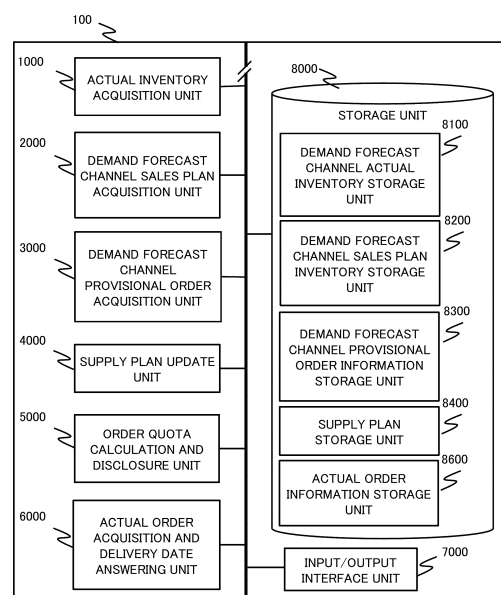 100
1000
ACTUAL INVENTORY
ACQUISITION UNIT
2000
DEMAND FORECAST
CHANNEL SALES PLAN
ACQUISITION UNIT
3000
DEMAND FORECAST
CHANNEL
PROVISIONAL ORDER
ACQUISITION UNIT
4000
SUPPLY PLAN UPDATE
UNIT
5000
ORDER QUOTA
CALCULATION AND
DISCLOSURE UNIT
6000
ACTUAL ORDER
ACQUISITION AND
DELIVERY DATE
ANSWERING UNIT
8000
STORAGE UNIT
8100
DEMAND FORECAST
CHANNEL ACTUAL
INVENTORY STORAGE
UNIT
8200
DEMAND FORECAST
CHANNEL SALES PLAN
INVENTORY STORAGE
UNIT
8300
DEMAND FORECAST
CHANNEL PROVISIONAL
ORDER INFORMATION
STORAGE UNIT
8400
SUPPLY PLAN
STORAGE UNIT
8600
ACTUAL ORDER
INFORMATION STORAGE
UNIT
7000
INPUT/OUTPUT
INTERFACE UNIT